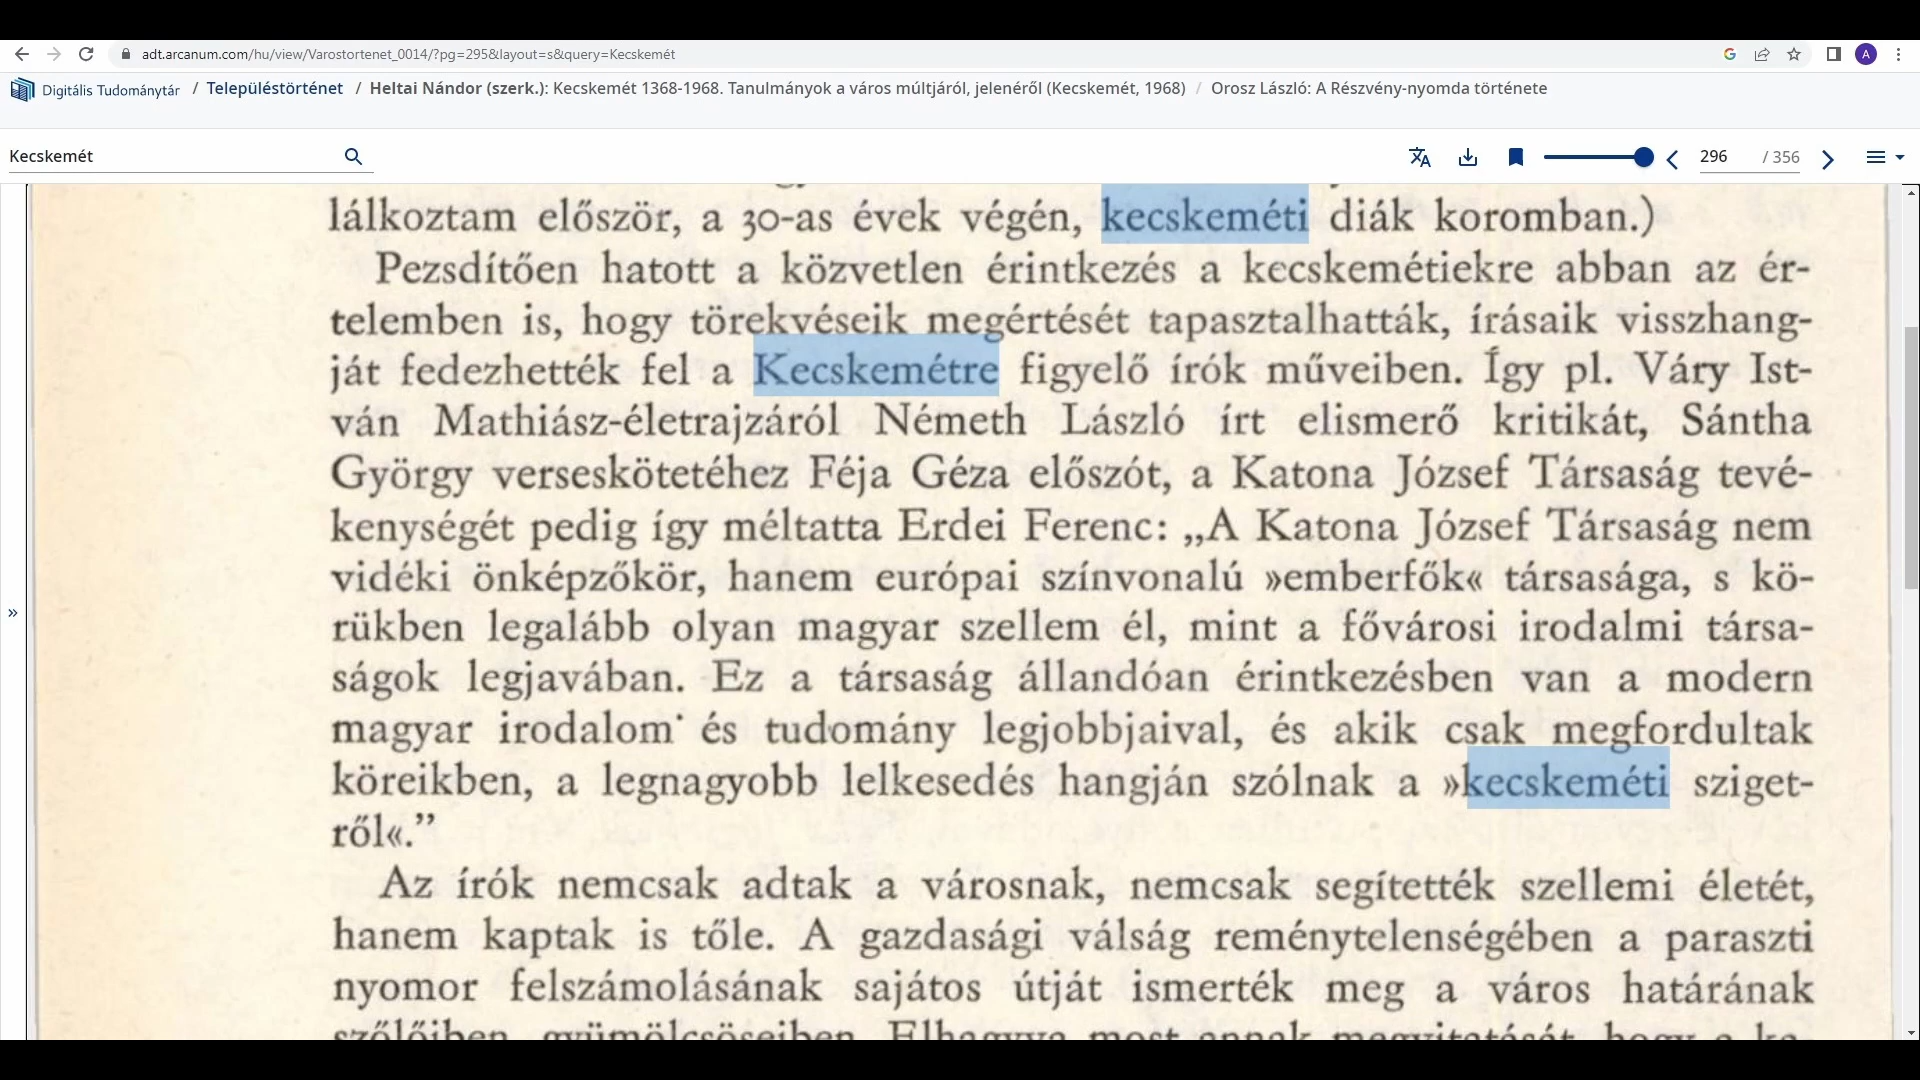 adt.arcanum.com/hu/view/Varostortenet_0014/?pg=295&layout=s&query=Kecskemét
A
Digitális Tudománytár / Településtörténet / Heltai Nándor (szerk.): Kecskemét 1368-1968. Tanulmányok a város múltjáról, jelenéről (Kecskemét, 1968) / Orosz László: A Részvény-nyomda története
Kecskemét
296 / 356
lálkoztam először, a 30-as évek végén, kecskeméti diák koromban.)
Pezsdítően hatott a közvetlen érintkezés a kecskemétiekre abban az ér-
telemben is, hogy törekvéseik megértését tapasztalhatták, írásaik visszhang-
ját fedezhették fel a Kecskemétre figyelő írók műveiben. Így pl. Váry Ist-
ván Mathiász-életrajzáról Németh László írt elismerő kritikát, Sántha
György verseskötetéhez Féja Géza előszót, a Katona József Társaság tevé-
kenységét pedig így méltatta Erdei Ferenc: „A Katona József Társaság nem
vidéki önképzőkör, hanem európai színvonalú »emberfők« társasága, s kö-
rükben legalább olyan magyar szellem él, mint a fővárosi irodalmi társa-
ságok legjavában. Ez a társaság állandóan érintkezésben van a modern
magyar irodalom és tudomány legjobbjaival, és akik csak megfordultak
köreikben, a legnagyobb lelkesedés hangján szólnak a »kecskeméti sziget-
ről«.”
Az írók nemcsak adtak a városnak, nemcsak segítették szellemi életét,
hanem kaptak is tőle. A gazdasági válság reménytelenségében a paraszti
nyomor felszámolásának sajátos útját ismerték meg a város határának
szőlőiben, gyümölcsöseiben. Elhagyva most annak megvitatását, hogy a ka-